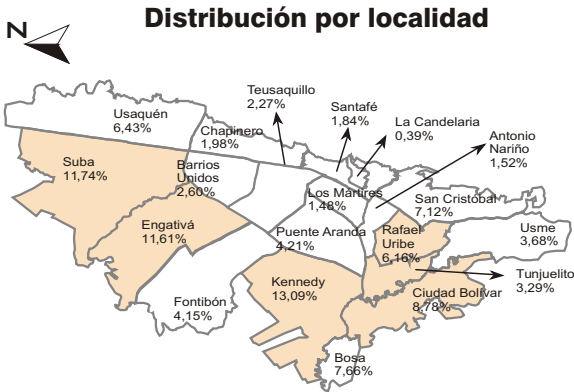 Distribución por localidad
N
Usaquén
6,43%
Chapinero
1,98%
Teusaquillo
2,27%
Santafé
1,84%
La Candelaria
0,39%
Antonio
Nariño
1,52%
Suba
11,74%
Barrios
Unidos
2,60%
Los Mártires
1,48%
San Cristóbal
7,12%
Engativá
11,61%
Puente Aranda
4,21%
Rafael
Uribe
6,16%
Usme
3,68%
Tunjuelito
3,29%
Fontibón
4,15%
Kennedy
13,09%
Ciudad Bolívar
8,78%
Bosa
7,66%